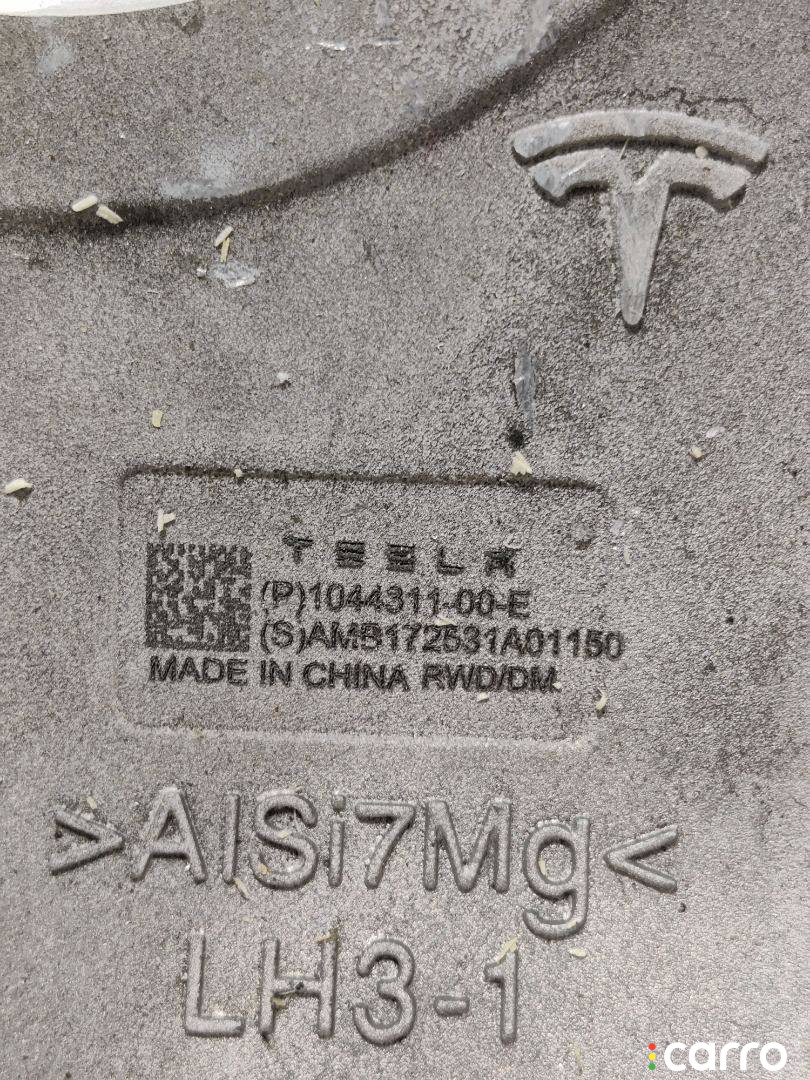 TESLA
(P)1044311-00-E
(S)AMB172531A01150
MADE IN CHINA RWD/DM
>AlSi7Mg<
LH3-1
carro